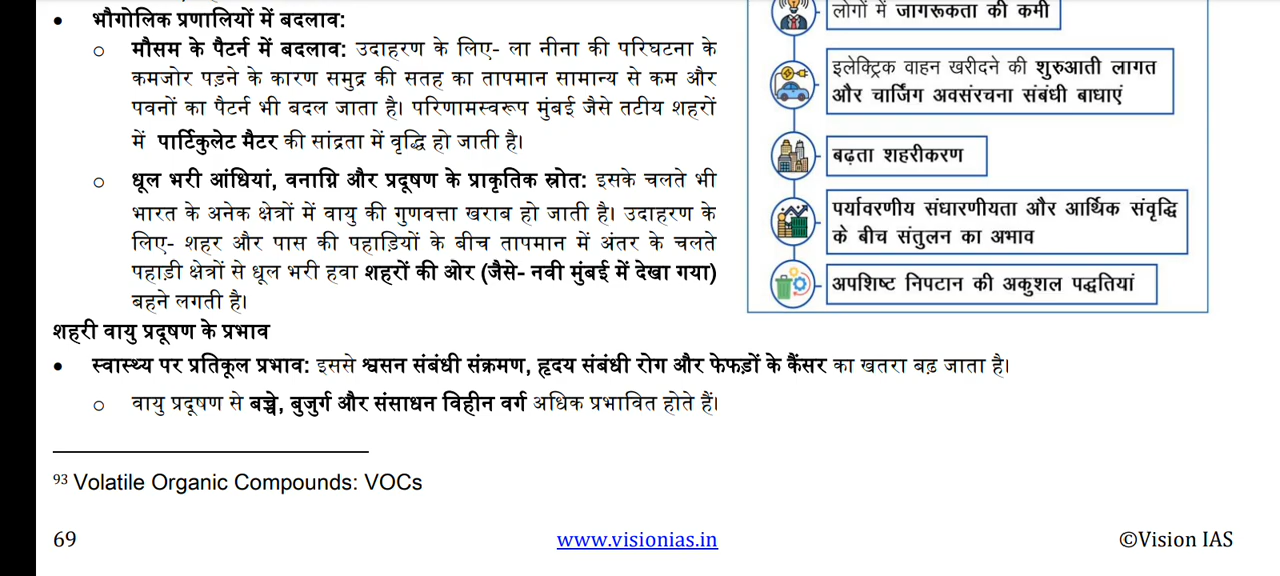 • भौगोलिक प्रणालियों में बदलाव:
○ मौसम के पैटर्न में बदलाव: उदाहरण के लिए- ला नीना की परिघटना के
कमजोर पड़ने के कारण समुद्र की सतह का तापमान सामान्य से कम और
पवनों का पैटर्न भी बदल जाता है। परिणामस्वरूप मुंबई जैसे तटीय शहरों
में पार्टिकुलेट मैटर की सांद्रता में वृद्धि हो जाती है।
○ धूल भरी आंधियां, वनाग्नि और प्रदूषण के प्राकृतिक स्रोत: इसके चलते भी
भारत के अनेक क्षेत्रों में वायु की गुणवत्ता खराब हो जाती है। उदाहरण के
लिए- शहर और पास की पहाड़ियों के बीच तापमान में अंतर के चलते
पहाड़ी क्षेत्रों से धूल भरी हवा शहरों की ओर (जैसे- नवी मुंबई में देखा गया)
बहने लगती है।
लोगों में जागरूकता की कमी
इलेक्ट्रिक वाहन खरीदने की शुरुआती लागत
और चार्जिंग अवसंरचना संबंधी बाधाएं
बढ़ता शहरीकरण
पर्यावरणीय संधारणीयता और आर्थिक संवृद्धि
के बीच संतुलन का अभाव
अपशिष्ट निपटान की अकुशल पद्धतियां
शहरी वायु प्रदूषण के प्रभाव
• स्वास्थ्य पर प्रतिकूल प्रभाव: इससे श्वसन संबंधी संक्रमण, हृदय संबंधी रोग और फेफड़ों के कैंसर का खतरा बढ़ जाता है।
○ वायु प्रदूषण से बच्चे, बुजुर्ग और संसाधन विहीन वर्ग अधिक प्रभावित होते हैं।
93 Volatile Organic Compounds: VOCs
69 www.visionias.in ©Vision IAS